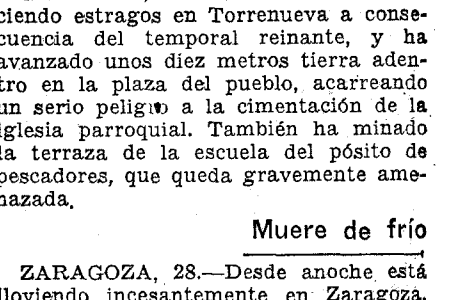 ciendo estragos en Torrenueva a conse-
cuencia del temporal reinante, y ha
avanzado unos diez metros tierra aden-
tro en la plaza del pueblo, acarreando
un serio peligro a la cimentación de la
iglesia parroquial. También ha minado
la terraza de la escuela del pósito de
pescadores, que queda gravemente ame-
nazada.
Muere de frío
ZARAGOZA, 28.—Desde anoche está
lloviendo incesantemente en Zaragoza.